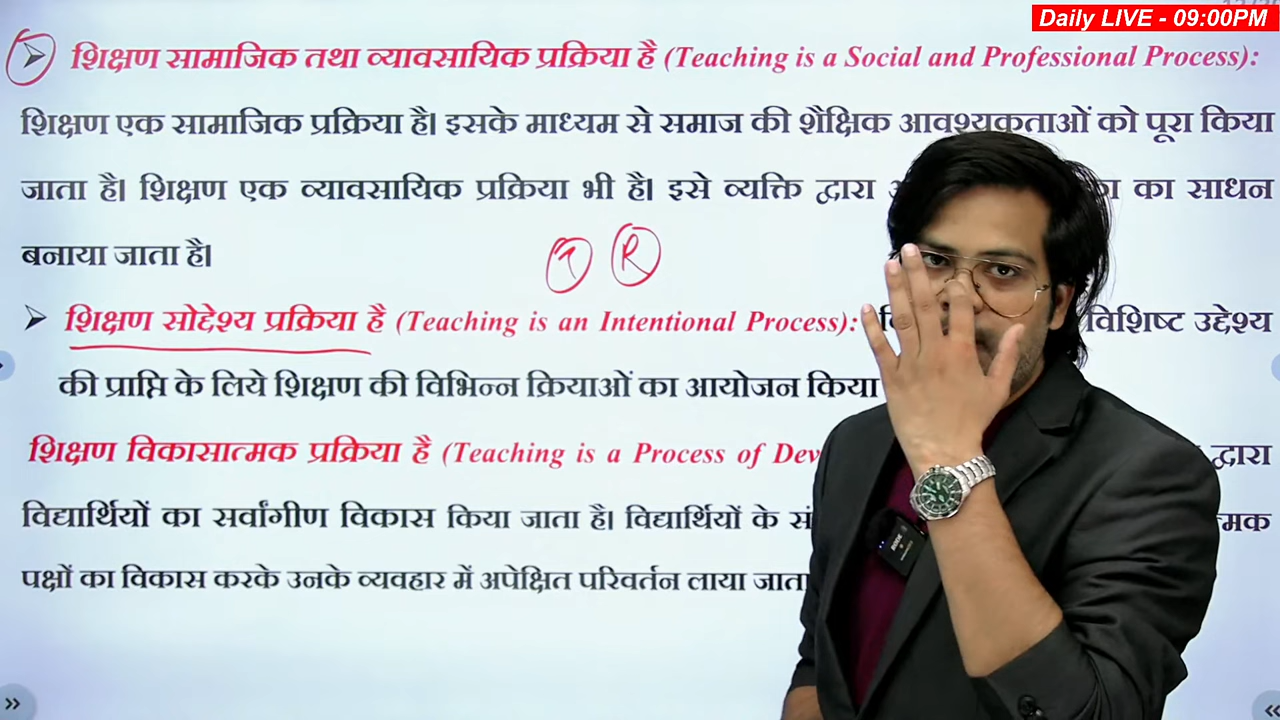 Daily LIVE - 09:00PM
शिक्षण सामाजिक तथा व्यावसायिक प्रक्रिया है (Teaching is a Social and Professional Process):
शिक्षण एक सामाजिक प्रक्रिया है। इसके माध्यम से समाज की शैक्षिक आवश्यकताओं को पूरा किया
जाता है। शिक्षण एक व्यावसायिक प्रक्रिया भी है। इसे व्यक्ति द्वारा का साधन
बनाया जाता है।
R
शिक्षण सोद्देश्य प्रक्रिया है (Teaching is an Intentional Process): विशिष्ट उद्देश्य
की प्राप्ति के लिये शिक्षण की विभिन्न क्रियाओं का आयोजन किया
शिक्षण विकासात्मक प्रक्रिया है (Teaching is a Process of द्वारा
विद्यार्थियों का सर्वांगीण विकास किया जाता है। विद्यार्थियों के
पक्षों का विकास करके उनके व्यवहार में अपेक्षित परिवर्तन लाया जाता